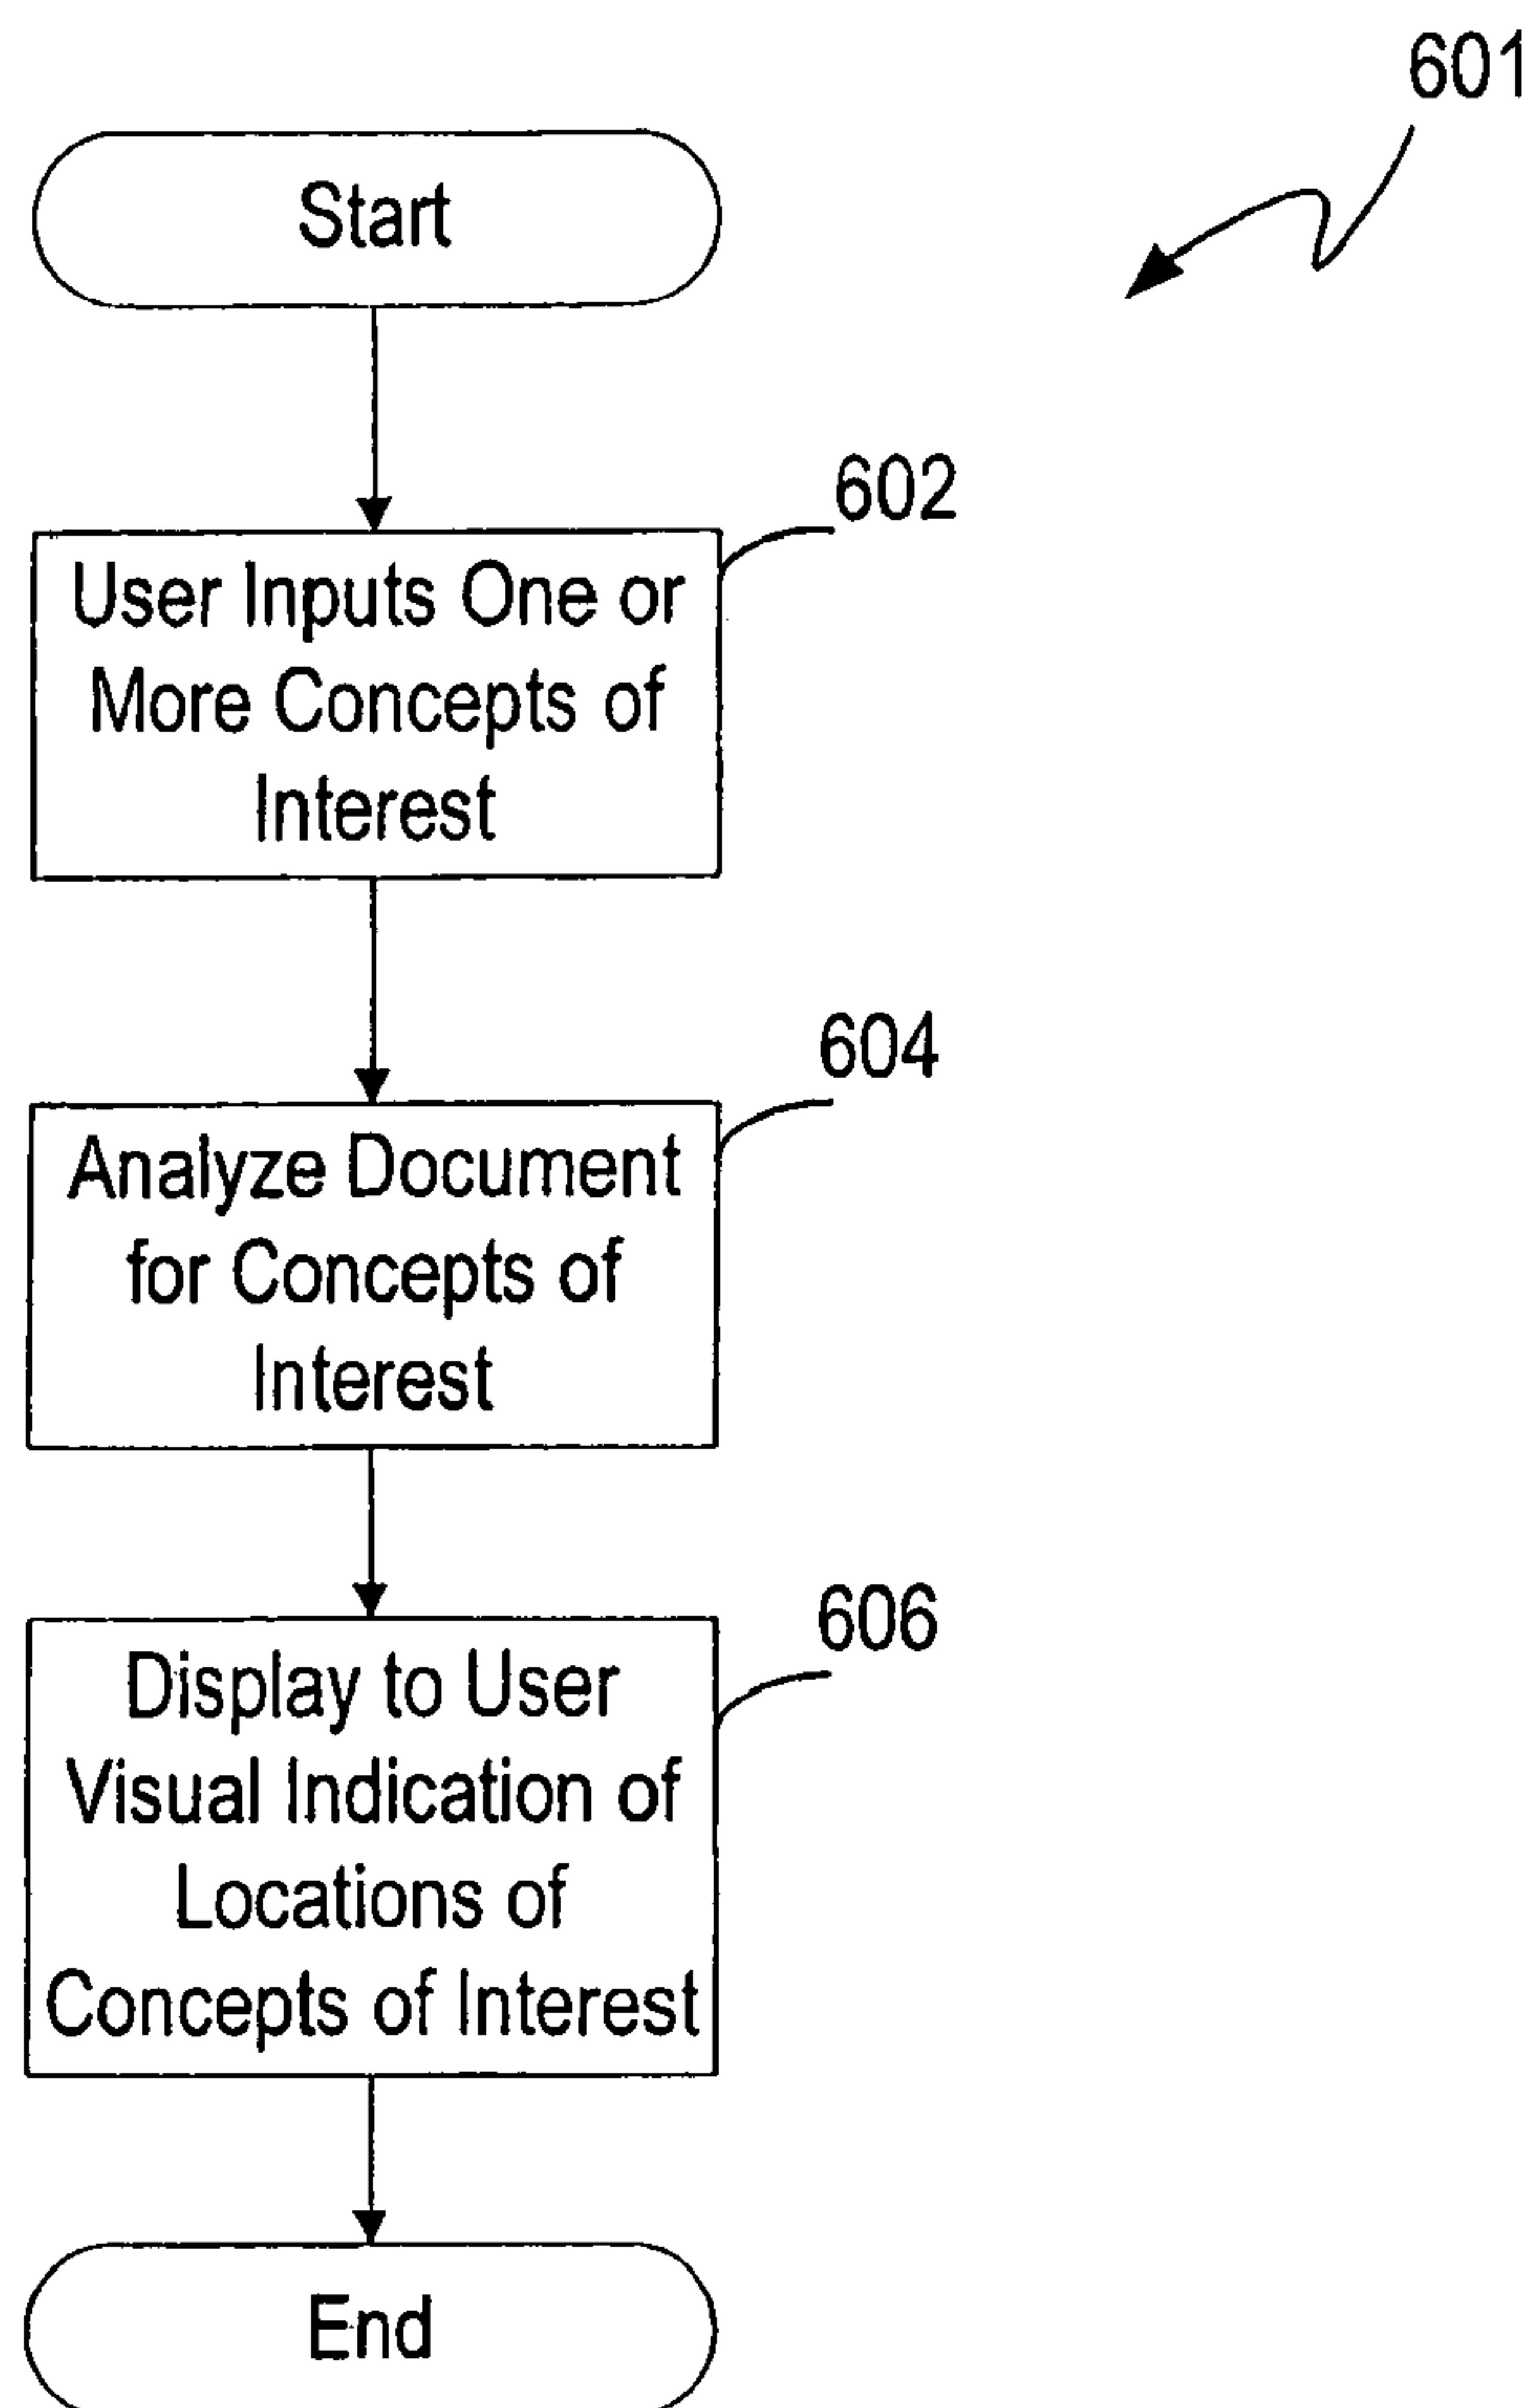 601
Start
602
User Inputs One or
More Concepts of
Interest
604
Analyze Document
for Concepts of
Interest
606
Display to User
Visual Indication of
Locations of
Concepts of Interest
End